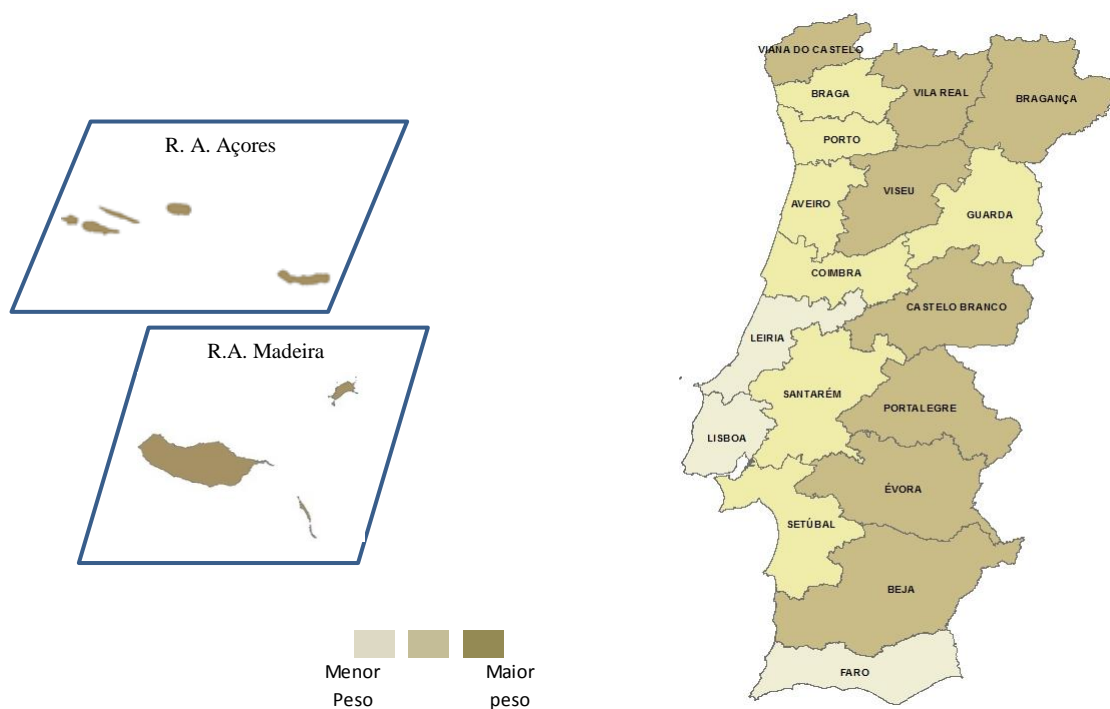 R. A. Açores
R.A. Madeira
Menor
Peso
Maior
peso
VIANA DO CASTELO
BRAGA
VILA REAL
BRAGANÇA
PORTO
AVEIRO
VISEU
GUARDA
COIMBRA
CASTELO BRANCO
LEIRIA
SANTARÉM
PORTALEGRE
LISBOA
ÉVORA
SETÚBAL
BEJA
FARO